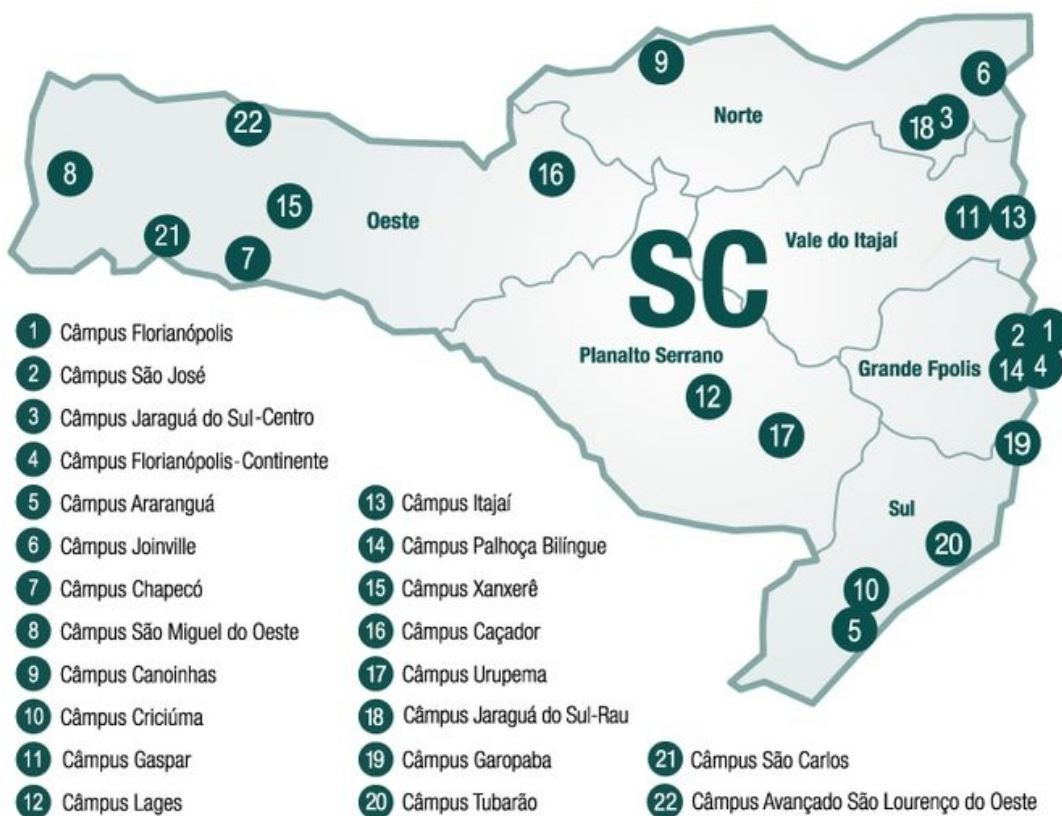 9
6
Norte
3
18
22
8
16
15
Oeste
11
13
21
Vale do Itajaí
7
SC
1 Câmpus Florianópolis
2
1
Planalto Serrano
Grande Fpolis
14
4
2 Câmpus São José
12
3 Câmpus Jaraguá do Sul-Centro
17
19
4 Câmpus Florianópolis-Continente
5 Câmpus Araranguá
13 Câmpus Itajaí
Sul
6 Câmpus Joinville
14 Câmpus Palhoça Bilíngue
20
7 Câmpus Chapecó
15 Câmpus Xanxerê
10
8 Câmpus São Miguel do Oeste
16 Câmpus Caçador
5
9 Câmpus Canoinhas
17 Câmpus Urupema
10 Câmpus Criciúma
18 Câmpus Jaraguá do Sul-Rau
11 Câmpus Gaspar
19 Câmpus Garopaba
21 Câmpus São Carlos
12 Câmpus Lages
20 Câmpus Tubarão
22 Câmpus Avançado São Lourenço do Oeste